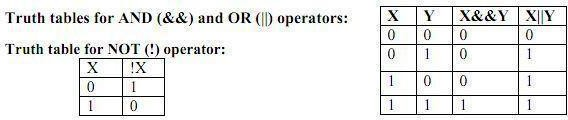 Truth tables for AND (&&) and OR (||) operators:
Truth table for NOT (!) operator:
X !X
0 1
1 0
X Y X&&Y X||Y
0 0 0 0
0 1 0 1
1 0 0 1
1 1 1 1